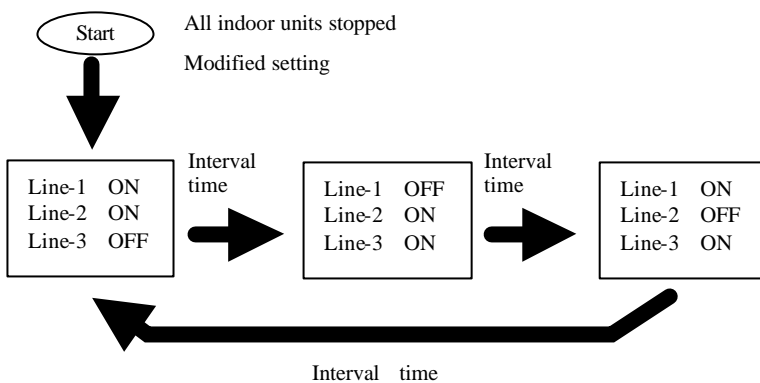 Start
All indoor units stopped
Modified setting
Line-1 ON
Line-2 ON
Line-3 OFF
Interval
time
Line-1 OFF
Line-2 ON
Line-3 ON
Interval
time
Line-1 ON
Line-2 OFF
Line-3 ON
Interval time